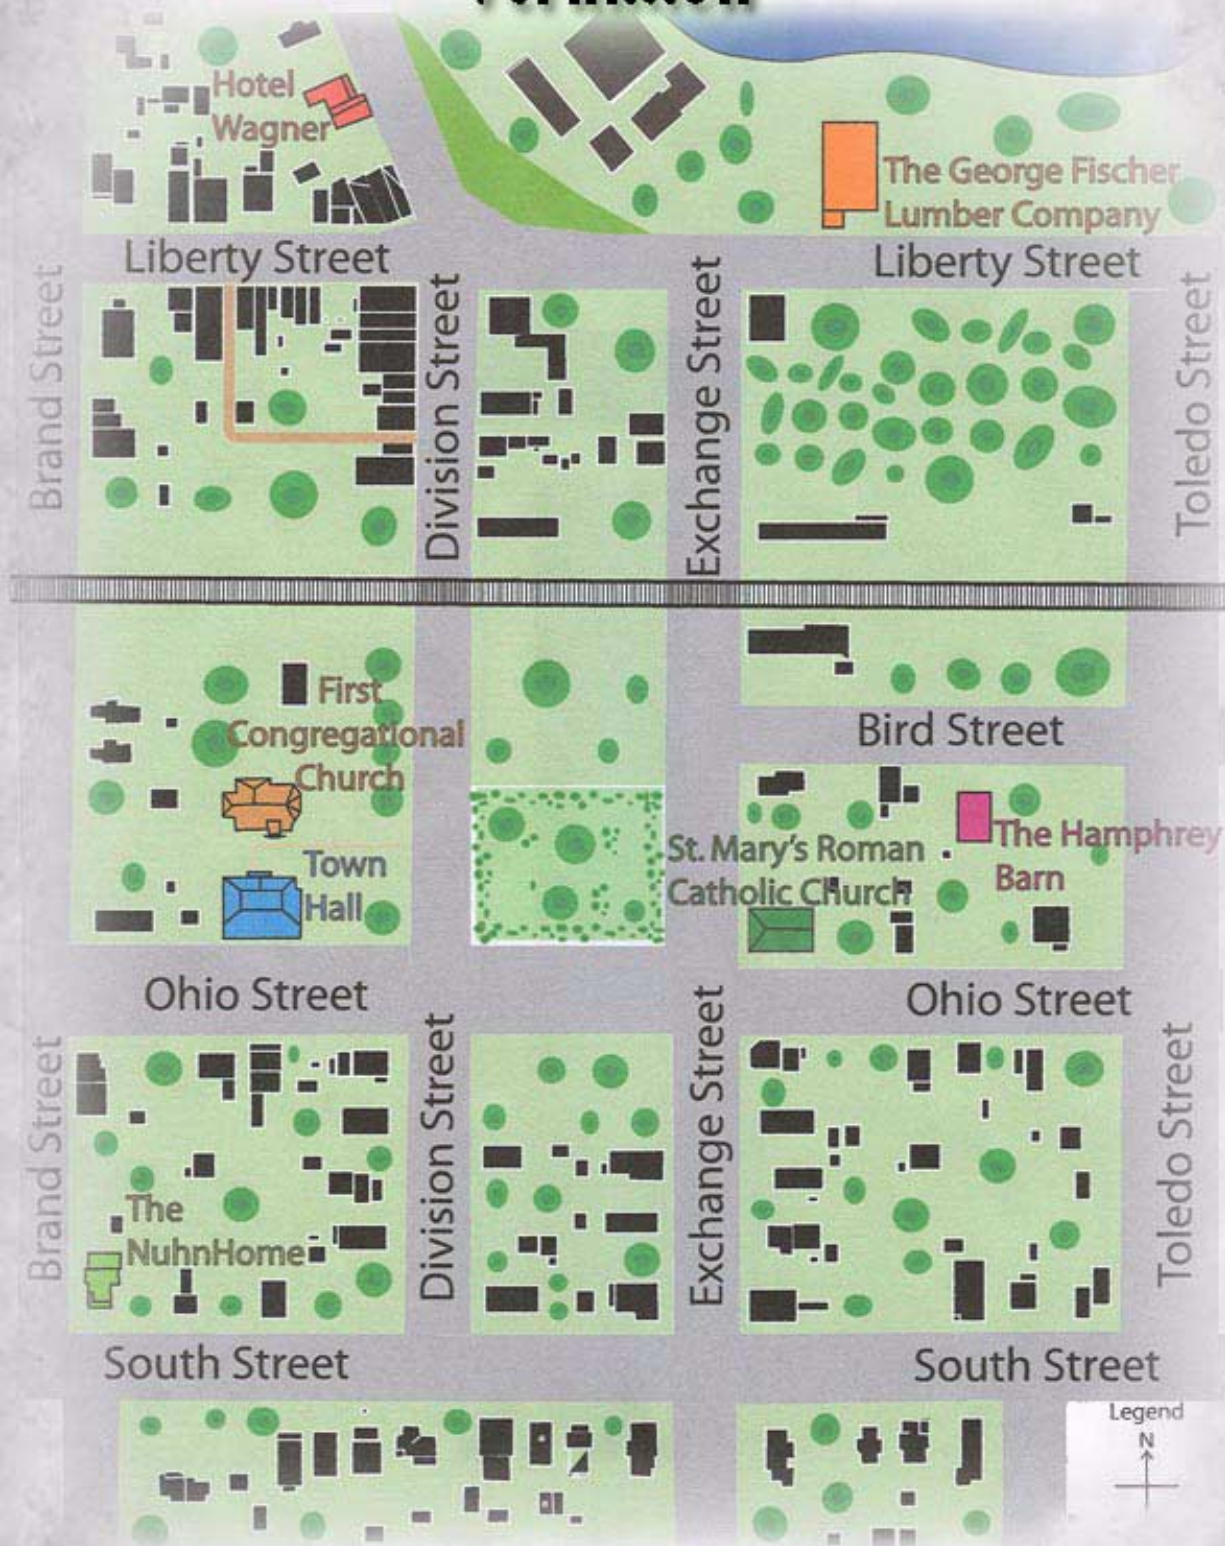 Hotel
Wagner
The George Fischer
Lumber Company
Liberty Street
Liberty Street
Brand Street
Division Street
Exchange Street
Toledo Street
First
Congregational
Church
Bird Street
Town
Hall
St. Mary's Roman
Catholic Church
The Hamphrey
Barn
Ohio Street
Ohio Street
Brand Street
Division Street
Exchange Street
Toledo Street
The
NuhnHome
South Street
South Street
Legend
N